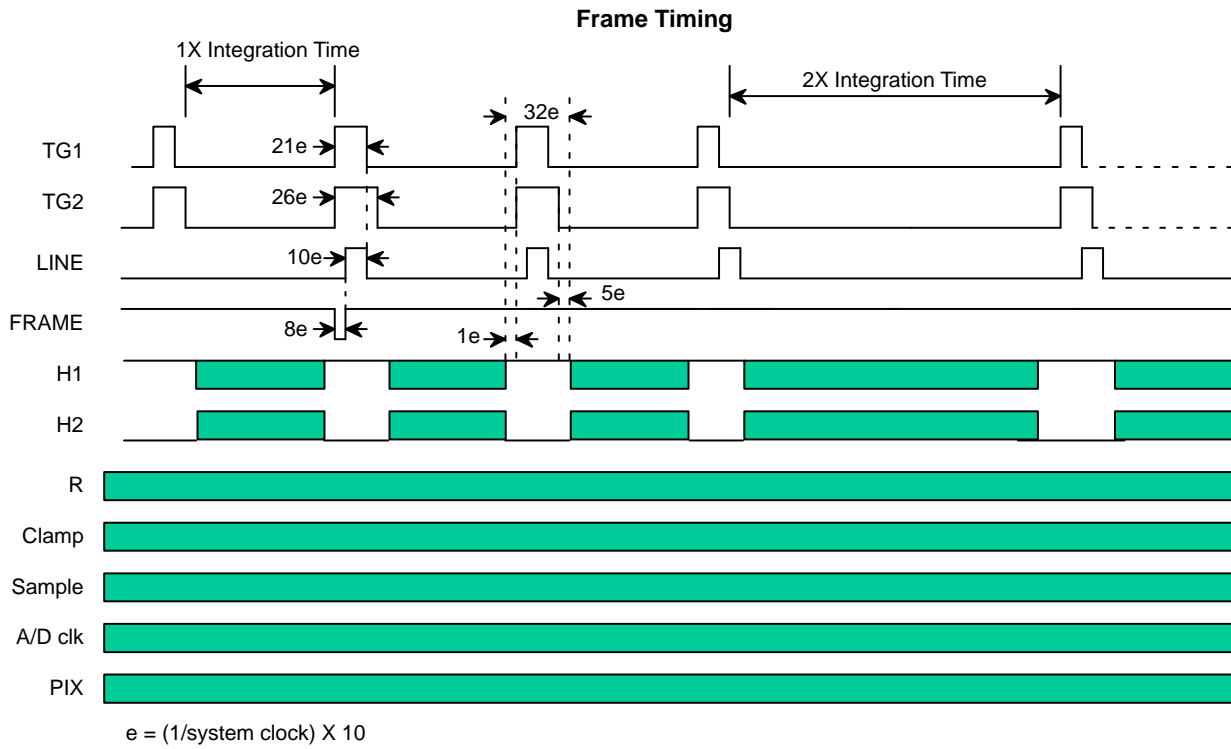 Frame Timing
1X Integration Time
2X Integration Time
32e
TG1
21e
TG2
26e
LINE
10e
5e
FRAME
8e
1e
H1
H2
R
Clamp
Sample
A/D clk
PIX
e = (1/system clock) X 10